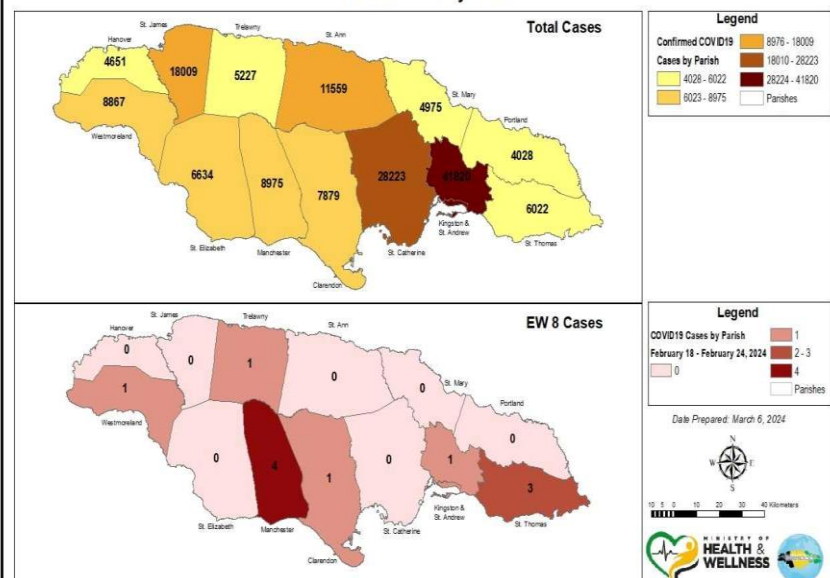 Total Cases
Hanover
St. James
Trelawny
St. Ann
4651
18009
5227
11559
4975
St. Mary
Portland
8867
Westmoreland
4028
6634
8975
7879
28223
41820
6022
St. Elizabeth
Manchester
St. Catherine
Kingston &
St. Andrew
St. Thomas
Clarendon
Legend
Confirmed COVID19
Cases by Parish
4028 - 6022
6023 - 8975
8976 - 18009
18010 - 28223
28224 - 41820
Parishes
EW 8 Cases
Hanover
St. James
Trelawny
St. Ann
0
0
1
0
0
St. Mary
Portland
1
Westmoreland
0
0
4
1
0
1
3
St. Elizabeth
Manchester
St. Catherine
Kingston &
St. Andrew
St. Thomas
Clarendon
Legend
COVID19 Cases by Parish
February 18 - February 24, 2024
0
1
2 - 3
4
Parishes
Date Prepared: March 6, 2024
N
W E
S
10 5 0 10 20 30 40 Kilometers
MINISTRY OF
HEALTH &
WELLNESS